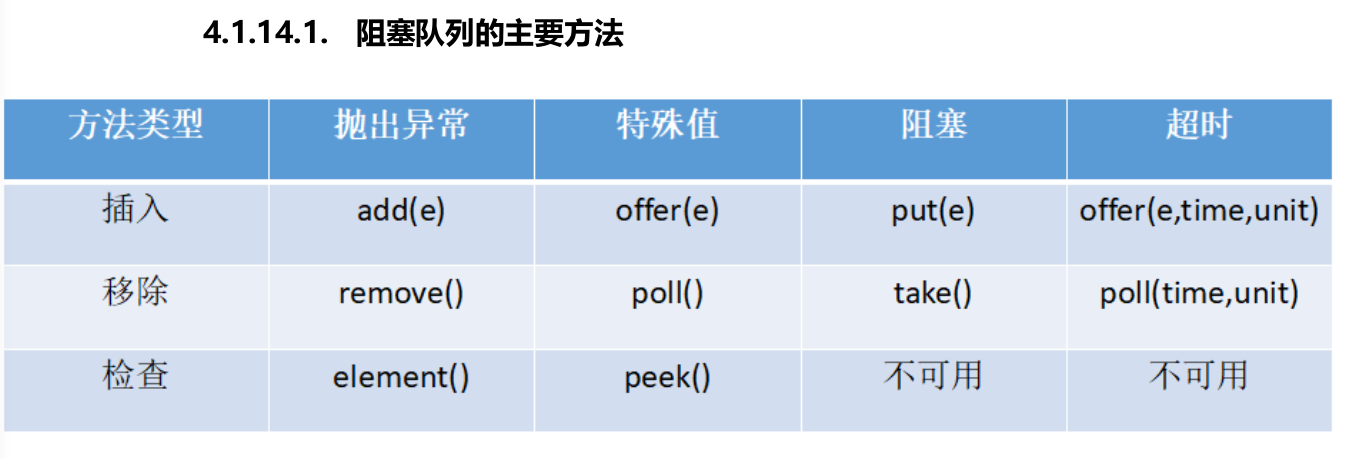 4.1.14.1. 阻塞队列的主要方法
方法类型 抛出异常 特殊值 阻塞 超时
插入 add(e) offer(e) put(e) offer(e,time,unit)
移除 remove() poll() take() poll(time,unit)
检查 element() peek() 不可用 不可用